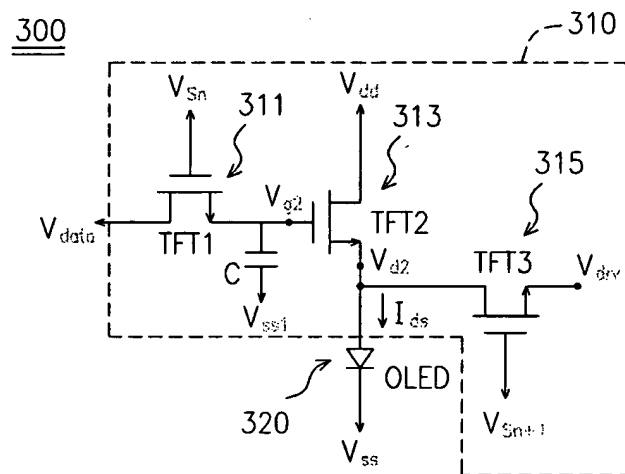 300
310
V_Sn
311
V_dd
313
315
V_data
TFT1
V_g2
TFT2
TFT3
V_drv
C
V_d2
V_ss1
I_ds
320
OLED
V_Sn+1
V_ss